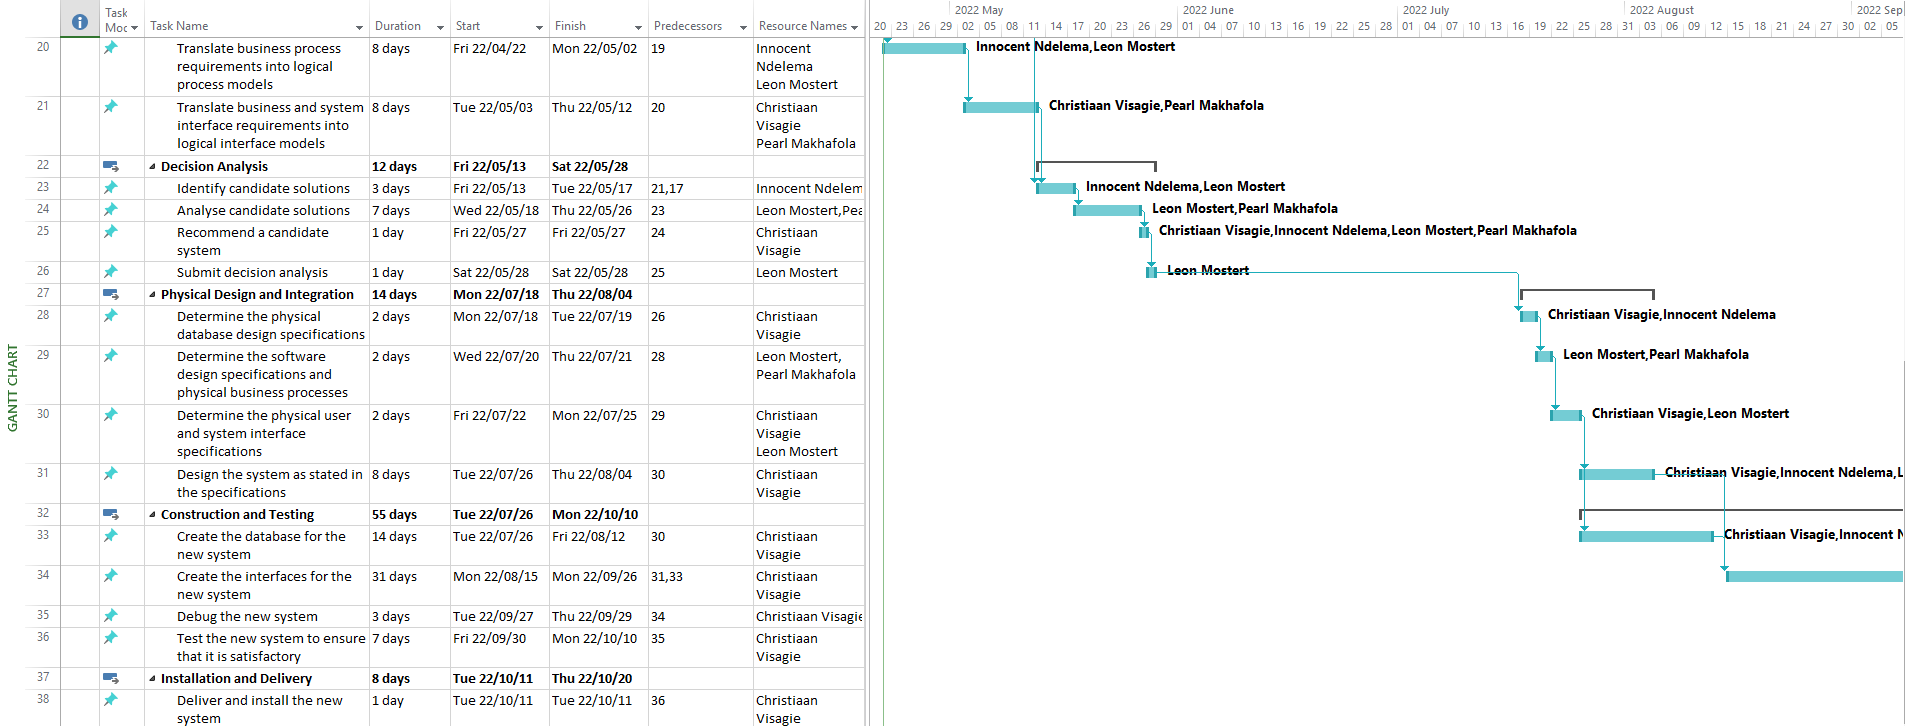 Task
Moc
Task Name
Duration
Start
Finish
Predecessors
Resource Names
2022 May
2022 June
2022 July
2022 August
2022 Sep
20 23 26 29 02 05 08 11 14 17 20 23 26 29 01 04 07 10 13 16 19 22 25 28 01 04 07 10 13 16 19 22 25 28 31 03 06 09 12 15 18 21 24 27 30 02 05
20
Translate business process
requirements into logical
process models
8 days
Fri 22/04/22
Mon 22/05/02
19
Innocent
Ndelema
Leon Mostert
Innocent Ndelema,Leon Mostert
21
Translate business and system
interface requirements into
logical interface models
8 days
Tue 22/05/03
Thu 22/05/12
20
Christiaan
Visagie
Pearl Makhafola
Christiaan Visagie,Pearl Makhafola
22
Decision Analysis
12 days
Fri 22/05/13
Sat 22/05/28
23
Identify candidate solutions
3 days
Fri 22/05/13
Tue 22/05/17
21,17
Innocent Ndelem
Innocent Ndelema,Leon Mostert
24
Analyse candidate solutions
7 days
Wed 22/05/18
Thu 22/05/26
23
Leon Mostert,Pea
Leon Mostert,Pearl Makhafola
25
Recommend a candidate
system
1 day
Fri 22/05/27
Fri 22/05/27
24
Christiaan
Visagie
Christiaan Visagie,Innocent Ndelema,Leon Mostert,Pearl Makhafola
26
Submit decision analysis
1 day
Sat 22/05/28
Sat 22/05/28
25
Leon Mostert
Leon Mostert
27
Physical Design and Integration
14 days
Mon 22/07/18
Thu 22/08/04
28
Determine the physical
database design specifications
2 days
Mon 22/07/18
Tue 22/07/19
26
Christiaan
Visagie
Christiaan Visagie,Innocent Ndelema
29
Determine the software
design specifications and
physical business processes
2 days
Wed 22/07/20
Thu 22/07/21
28
Leon Mostert,
Pearl Makhafola
Leon Mostert,Pearl Makhafola
30
Determine the physical user
and system interface
specifications
2 days
Fri 22/07/22
Mon 22/07/25
29
Christiaan
Visagie
Leon Mostert
Christiaan Visagie,Leon Mostert
31
Design the system as stated in
the specifications
8 days
Tue 22/07/26
Thu 22/08/04
30
Christiaan
Visagie
Christiaan Visagie,Innocent Ndelema,L
32
Construction and Testing
55 days
Tue 22/07/26
Mon 22/10/10
33
Create the database for the
new system
14 days
Tue 22/07/26
Fri 22/08/12
30
Christiaan
Visagie
Christiaan Visagie,Innocent N
34
Create the interfaces for the
new system
31 days
Mon 22/08/15
Mon 22/09/26
31,33
Christiaan
Visagie
35
Debug the new system
3 days
Tue 22/09/27
Thu 22/09/29
34
Christiaan Visagie
36
Test the new system to ensure
that it is satisfactory
7 days
Fri 22/09/30
Mon 22/10/10
35
Christiaan
Visagie
37
Installation and Delivery
8 days
Tue 22/10/11
Thu 22/10/20
38
Deliver and install the new
system
1 day
Tue 22/10/11
Tue 22/10/11
36
Christiaan
Visagie
GANTT CHART